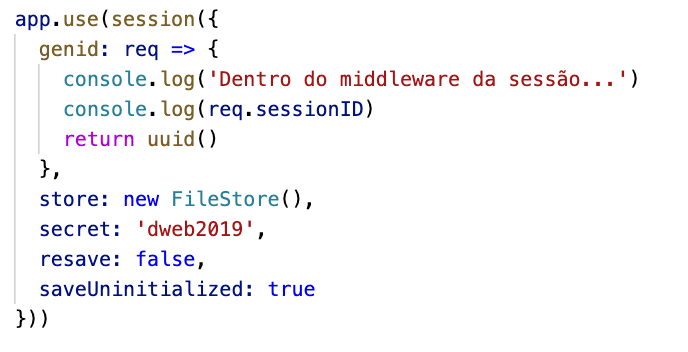 app.use(session({
  genid: req => {
    console.log('Dentro do middleware da sessão...')
    console.log(req.sessionID)
    return uuid()
  },
  store: new FileStore(),
  secret: 'dweb2019',
  resave: false,
  saveUninitialized: true
}))